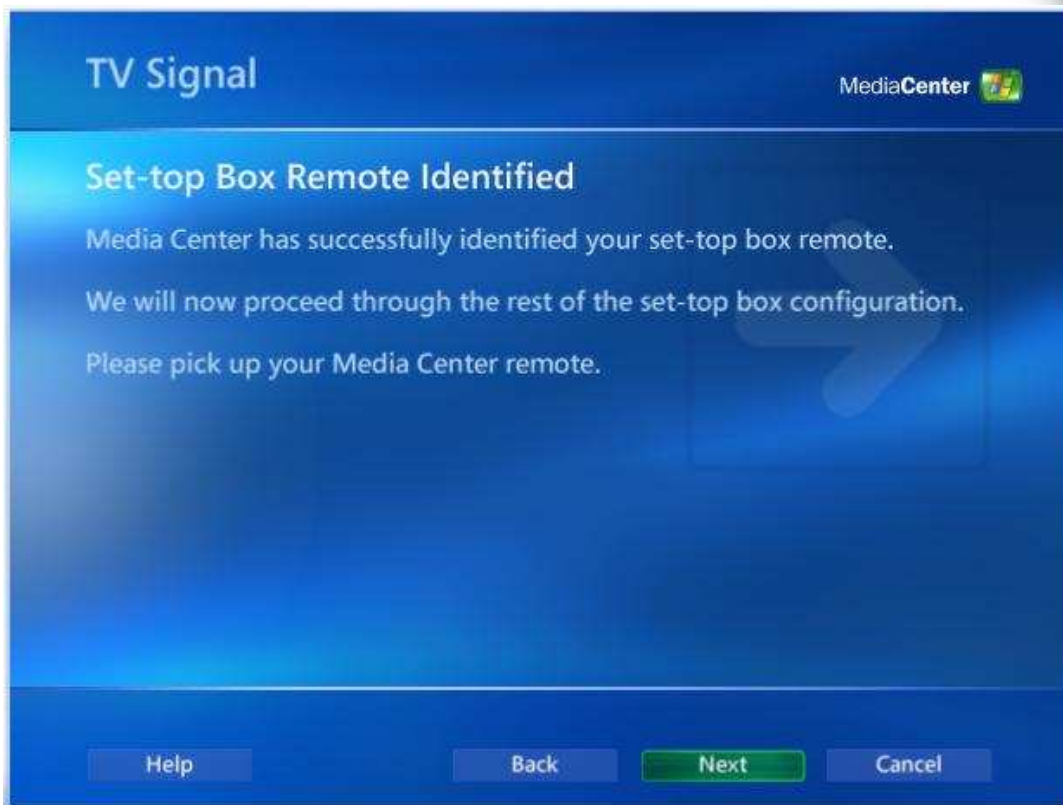 TV Signal
MediaCenter
Set-top Box Remote Identified
Media Center has successfully identified your set-top box remote.
We will now proceed through the rest of the set-top box configuration.
Please pick up your Media Center remote.
Help Back Next Cancel